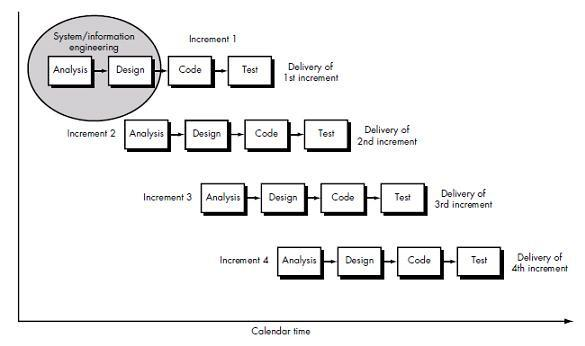 System/information
engineering
Increment 1
Analysis
Design
Code
Test
Delivery of
1st increment
Increment 2
Analysis
Design
Code
Test
Delivery of
2nd increment
Increment 3
Analysis
Design
Code
Test
Delivery of
3rd increment
Increment 4
Analysis
Design
Code
Test
Delivery of
4th increment
Calendar time